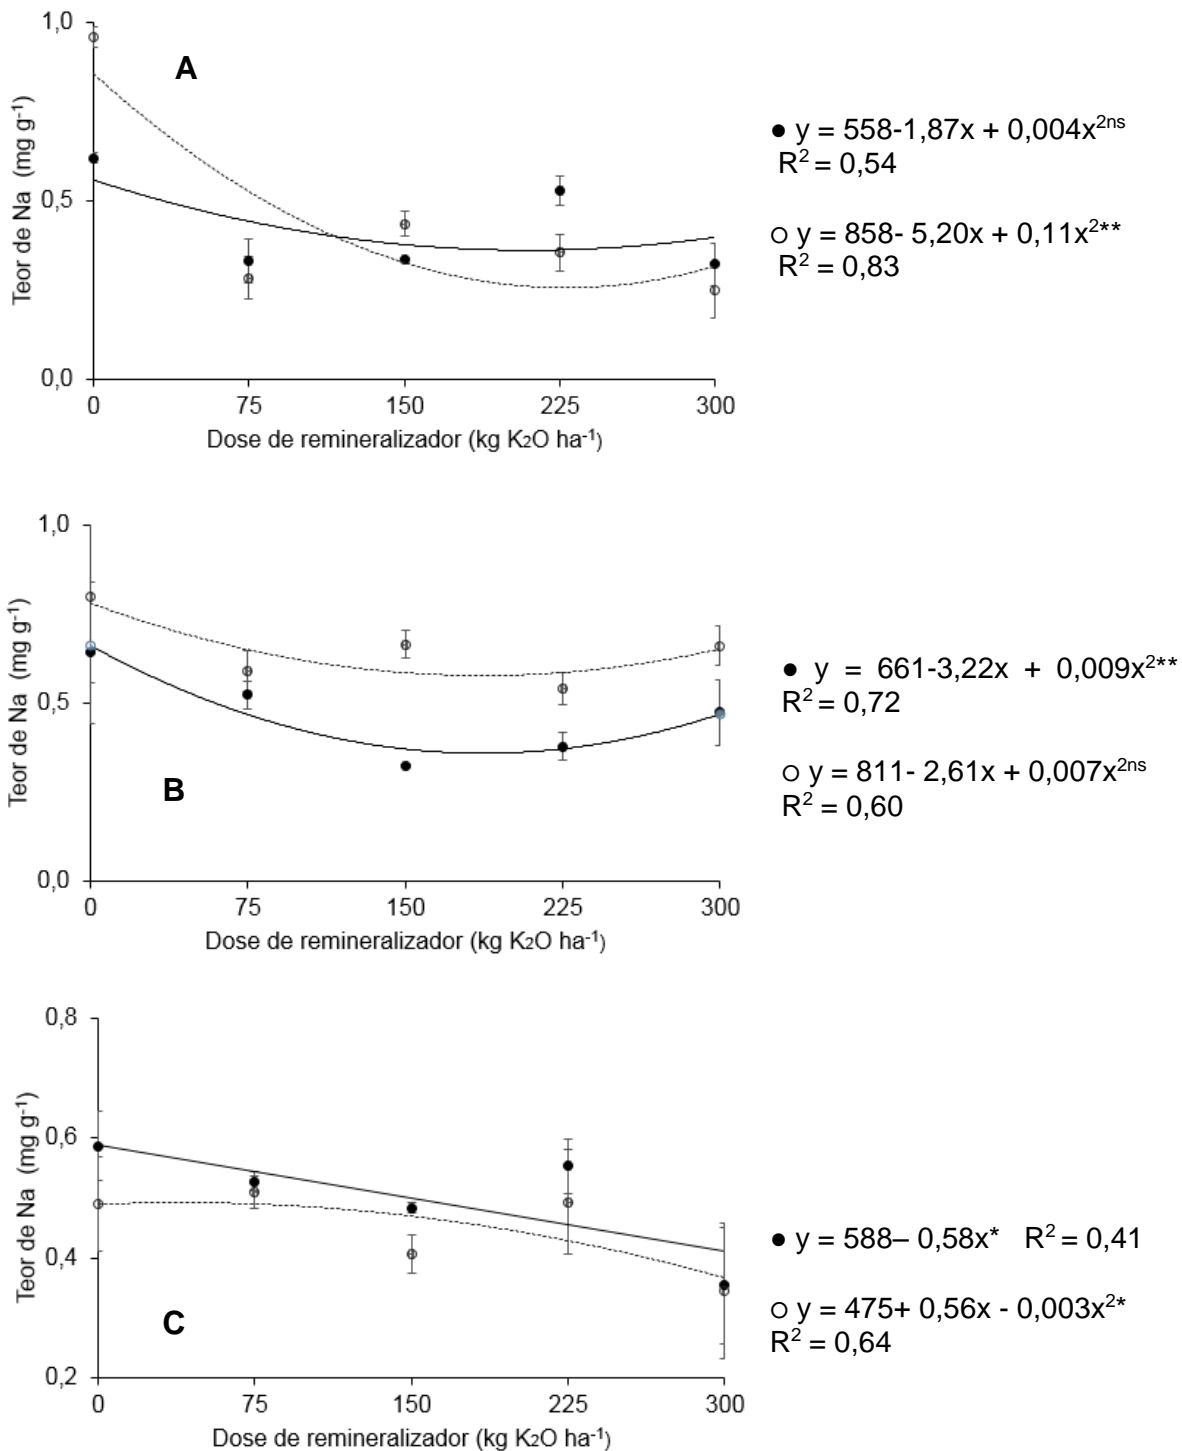 1,0
A
Teor de Na (mg g-1)
0,5
0,0
0 75 150 225 300
Dose de remineralizador (kg K2O ha-1)
● y = 558-1,87x + 0,004x2ns
R2 = 0,54
○ y = 858- 5,20x + 0,11x2**
R2 = 0,83
1,0
Teor de Na (mg g-1)
0,5
B
0,0
0 75 150 225 300
Dose de remineralizador (kg K2O ha-1)
● y = 661-3,22x + 0,009x2**
R2 = 0,72
○ y = 811- 2,61x + 0,007x2ns
R2 = 0,60
0,8
Teor de Na (mg g-1)
0,6
0,4
C
0,2
0 75 150 225 300
Dose de remineralizador (kg K2O ha-1)
● y = 588– 0,58x* R2 = 0,41
○ y = 475+ 0,56x - 0,003x2*
R2 = 0,64